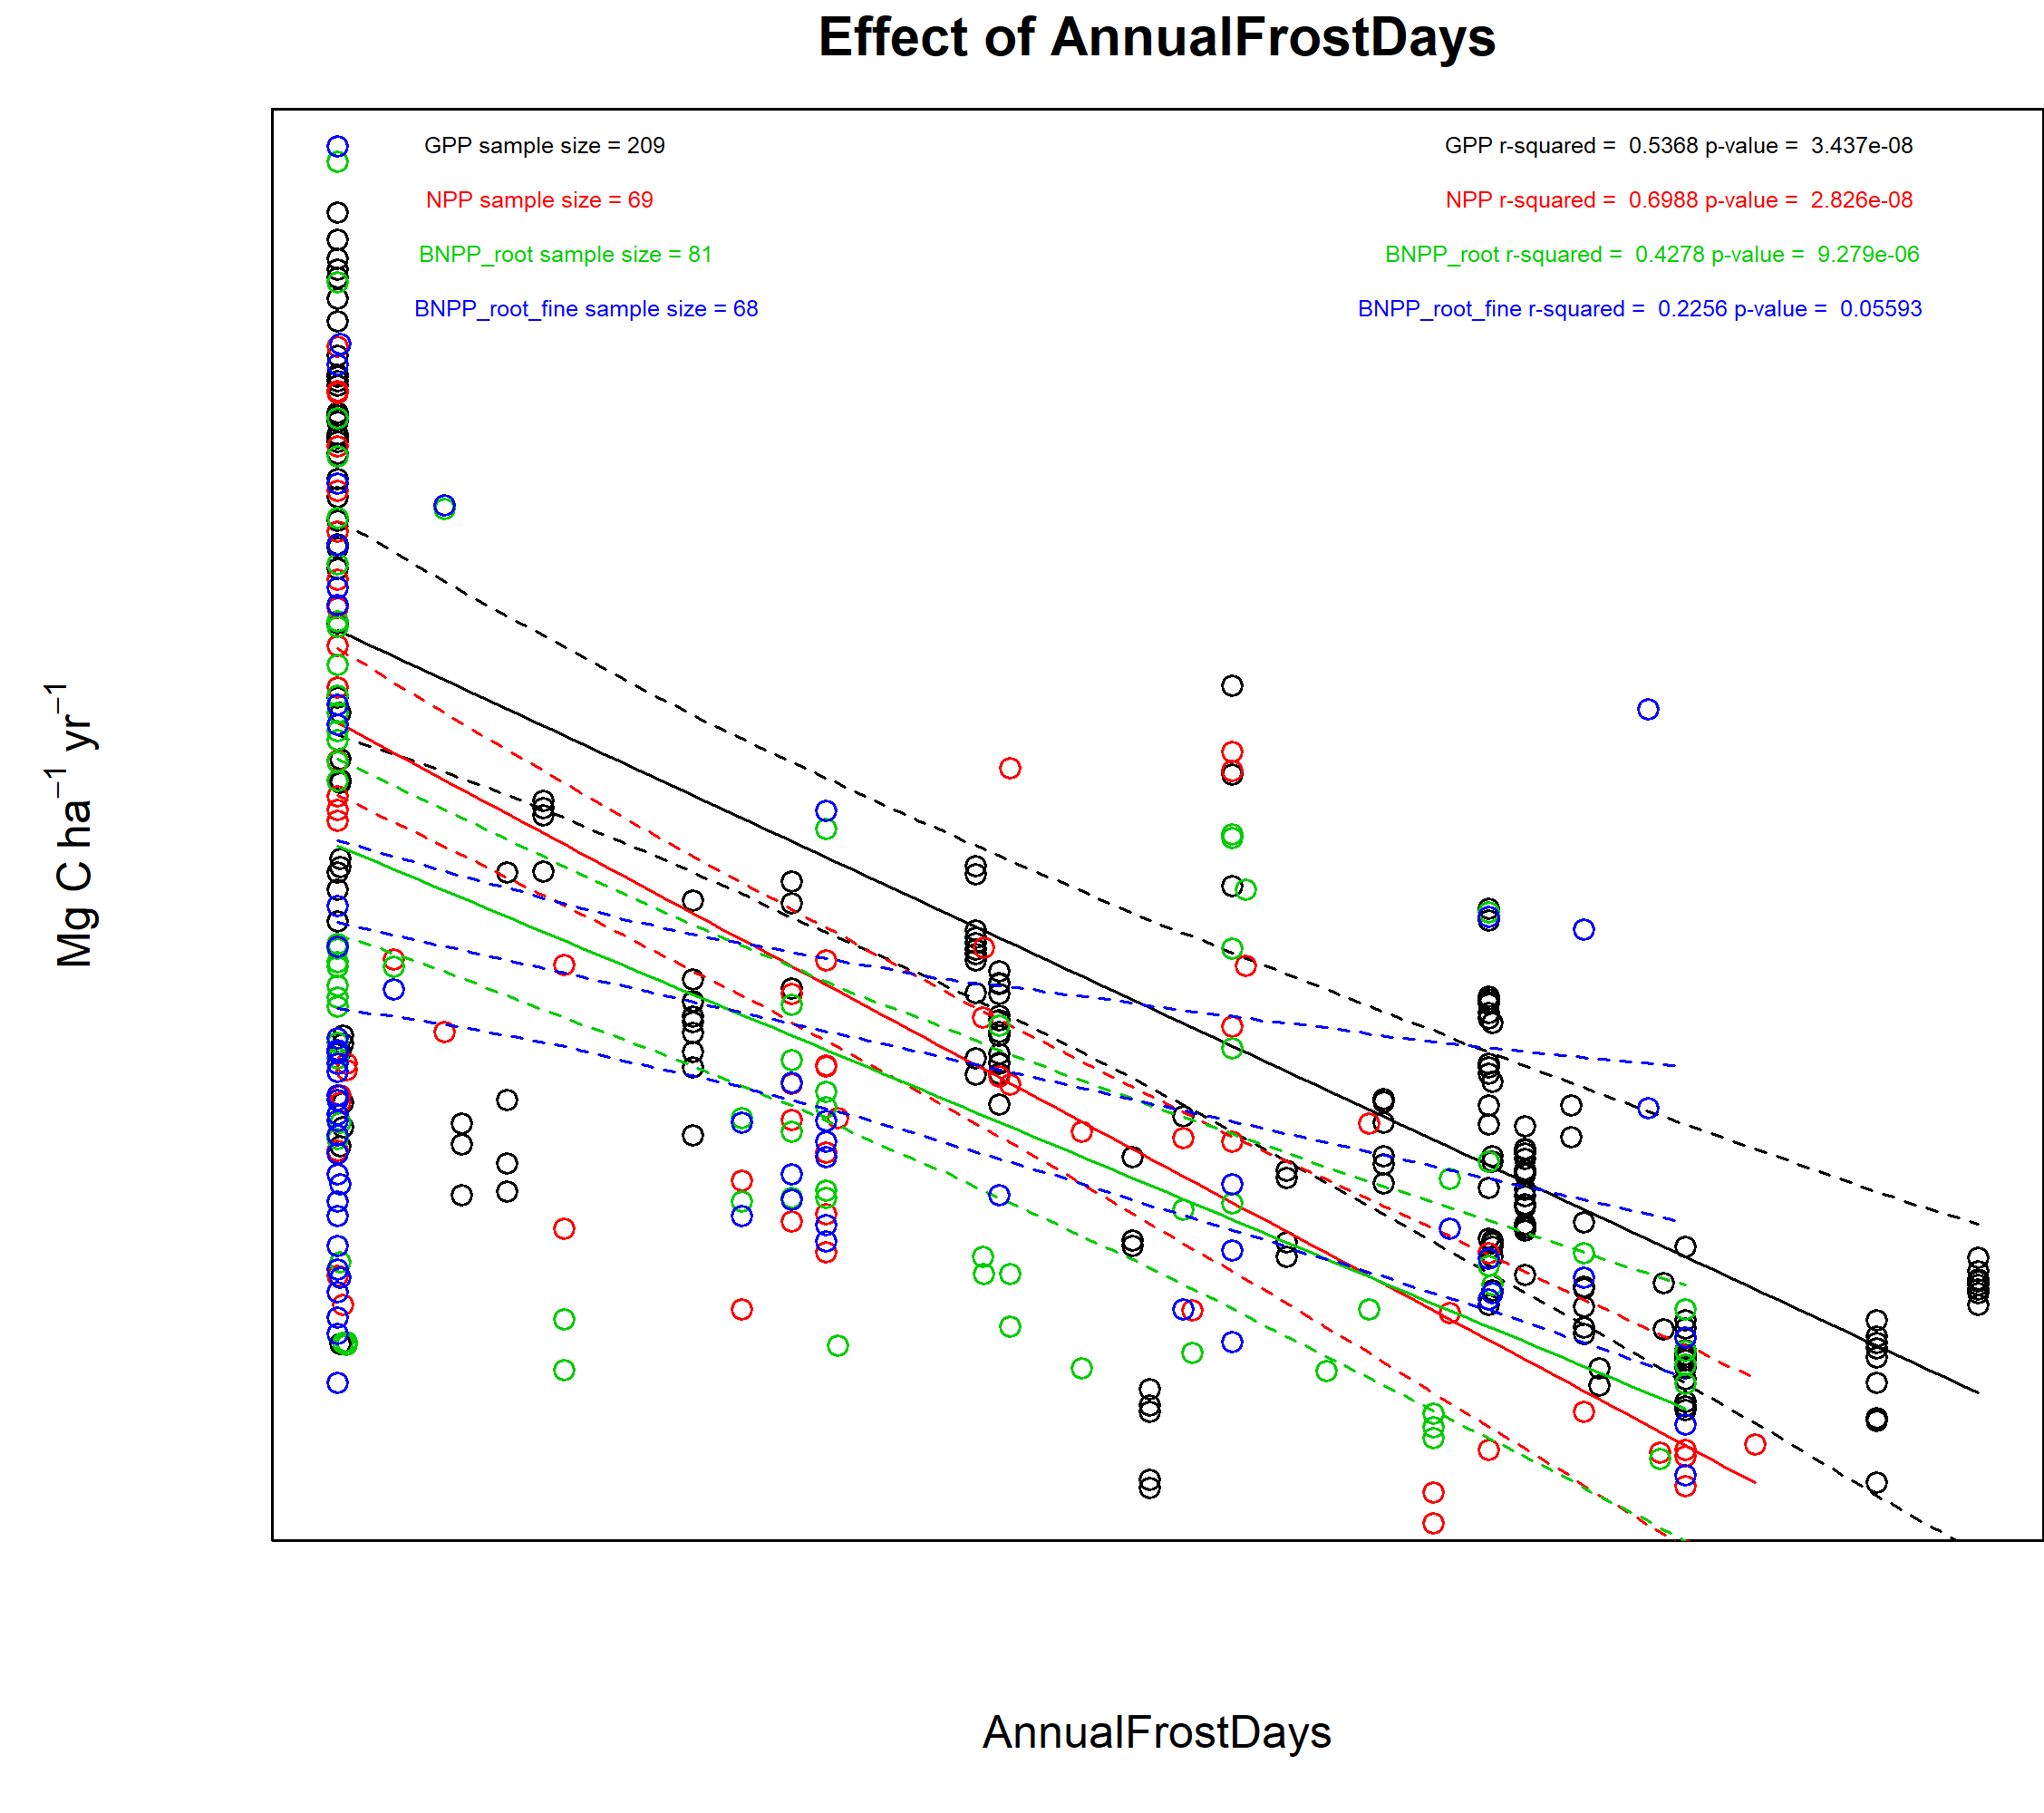 Effect of AnnualFrostDays
GPP sample size = 209
GPP r-squared = 0.5368 p-value = 3.437e-08
NPP sample size = 69
NPP r-squared = 0.6988 p-value = 2.826e-08
BNPP_root sample size = 81
BNPP_root r-squared = 0.4278 p-value = 9.279e-06
BNPP_root_fine sample size = 68
BNPP_root_fine r-squared = 0.2256 p-value = 0.05593
Mg C ha⁻¹ yr⁻¹
AnnualFrostDays